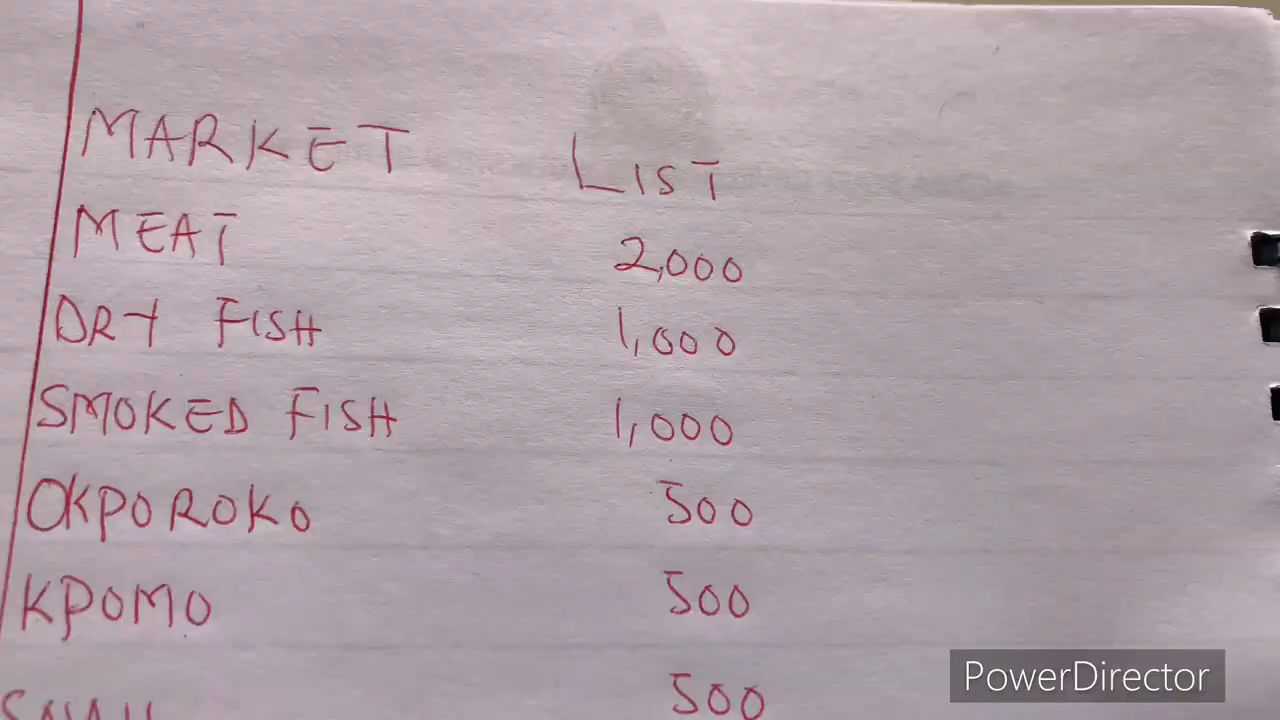 MARKET LIST
MEAT 2,000
DRY FISH 1,000
SMOKED FISH 1,000
OKPOROKO 500
KPOMO 500
500
PowerDirector